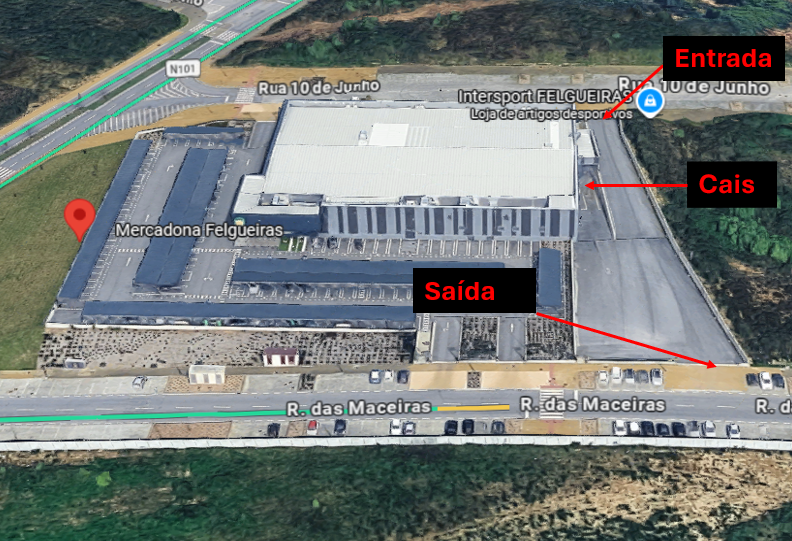 N101
Rua 10 de Junho
Entrada
Rua 10 de Junho
Intersport FELGUEIRAS
Loja de artigos desportivos
Cais
Mercadona Felgueiras
Saída
R. das Maceiras
R. das Maceiras
R. d